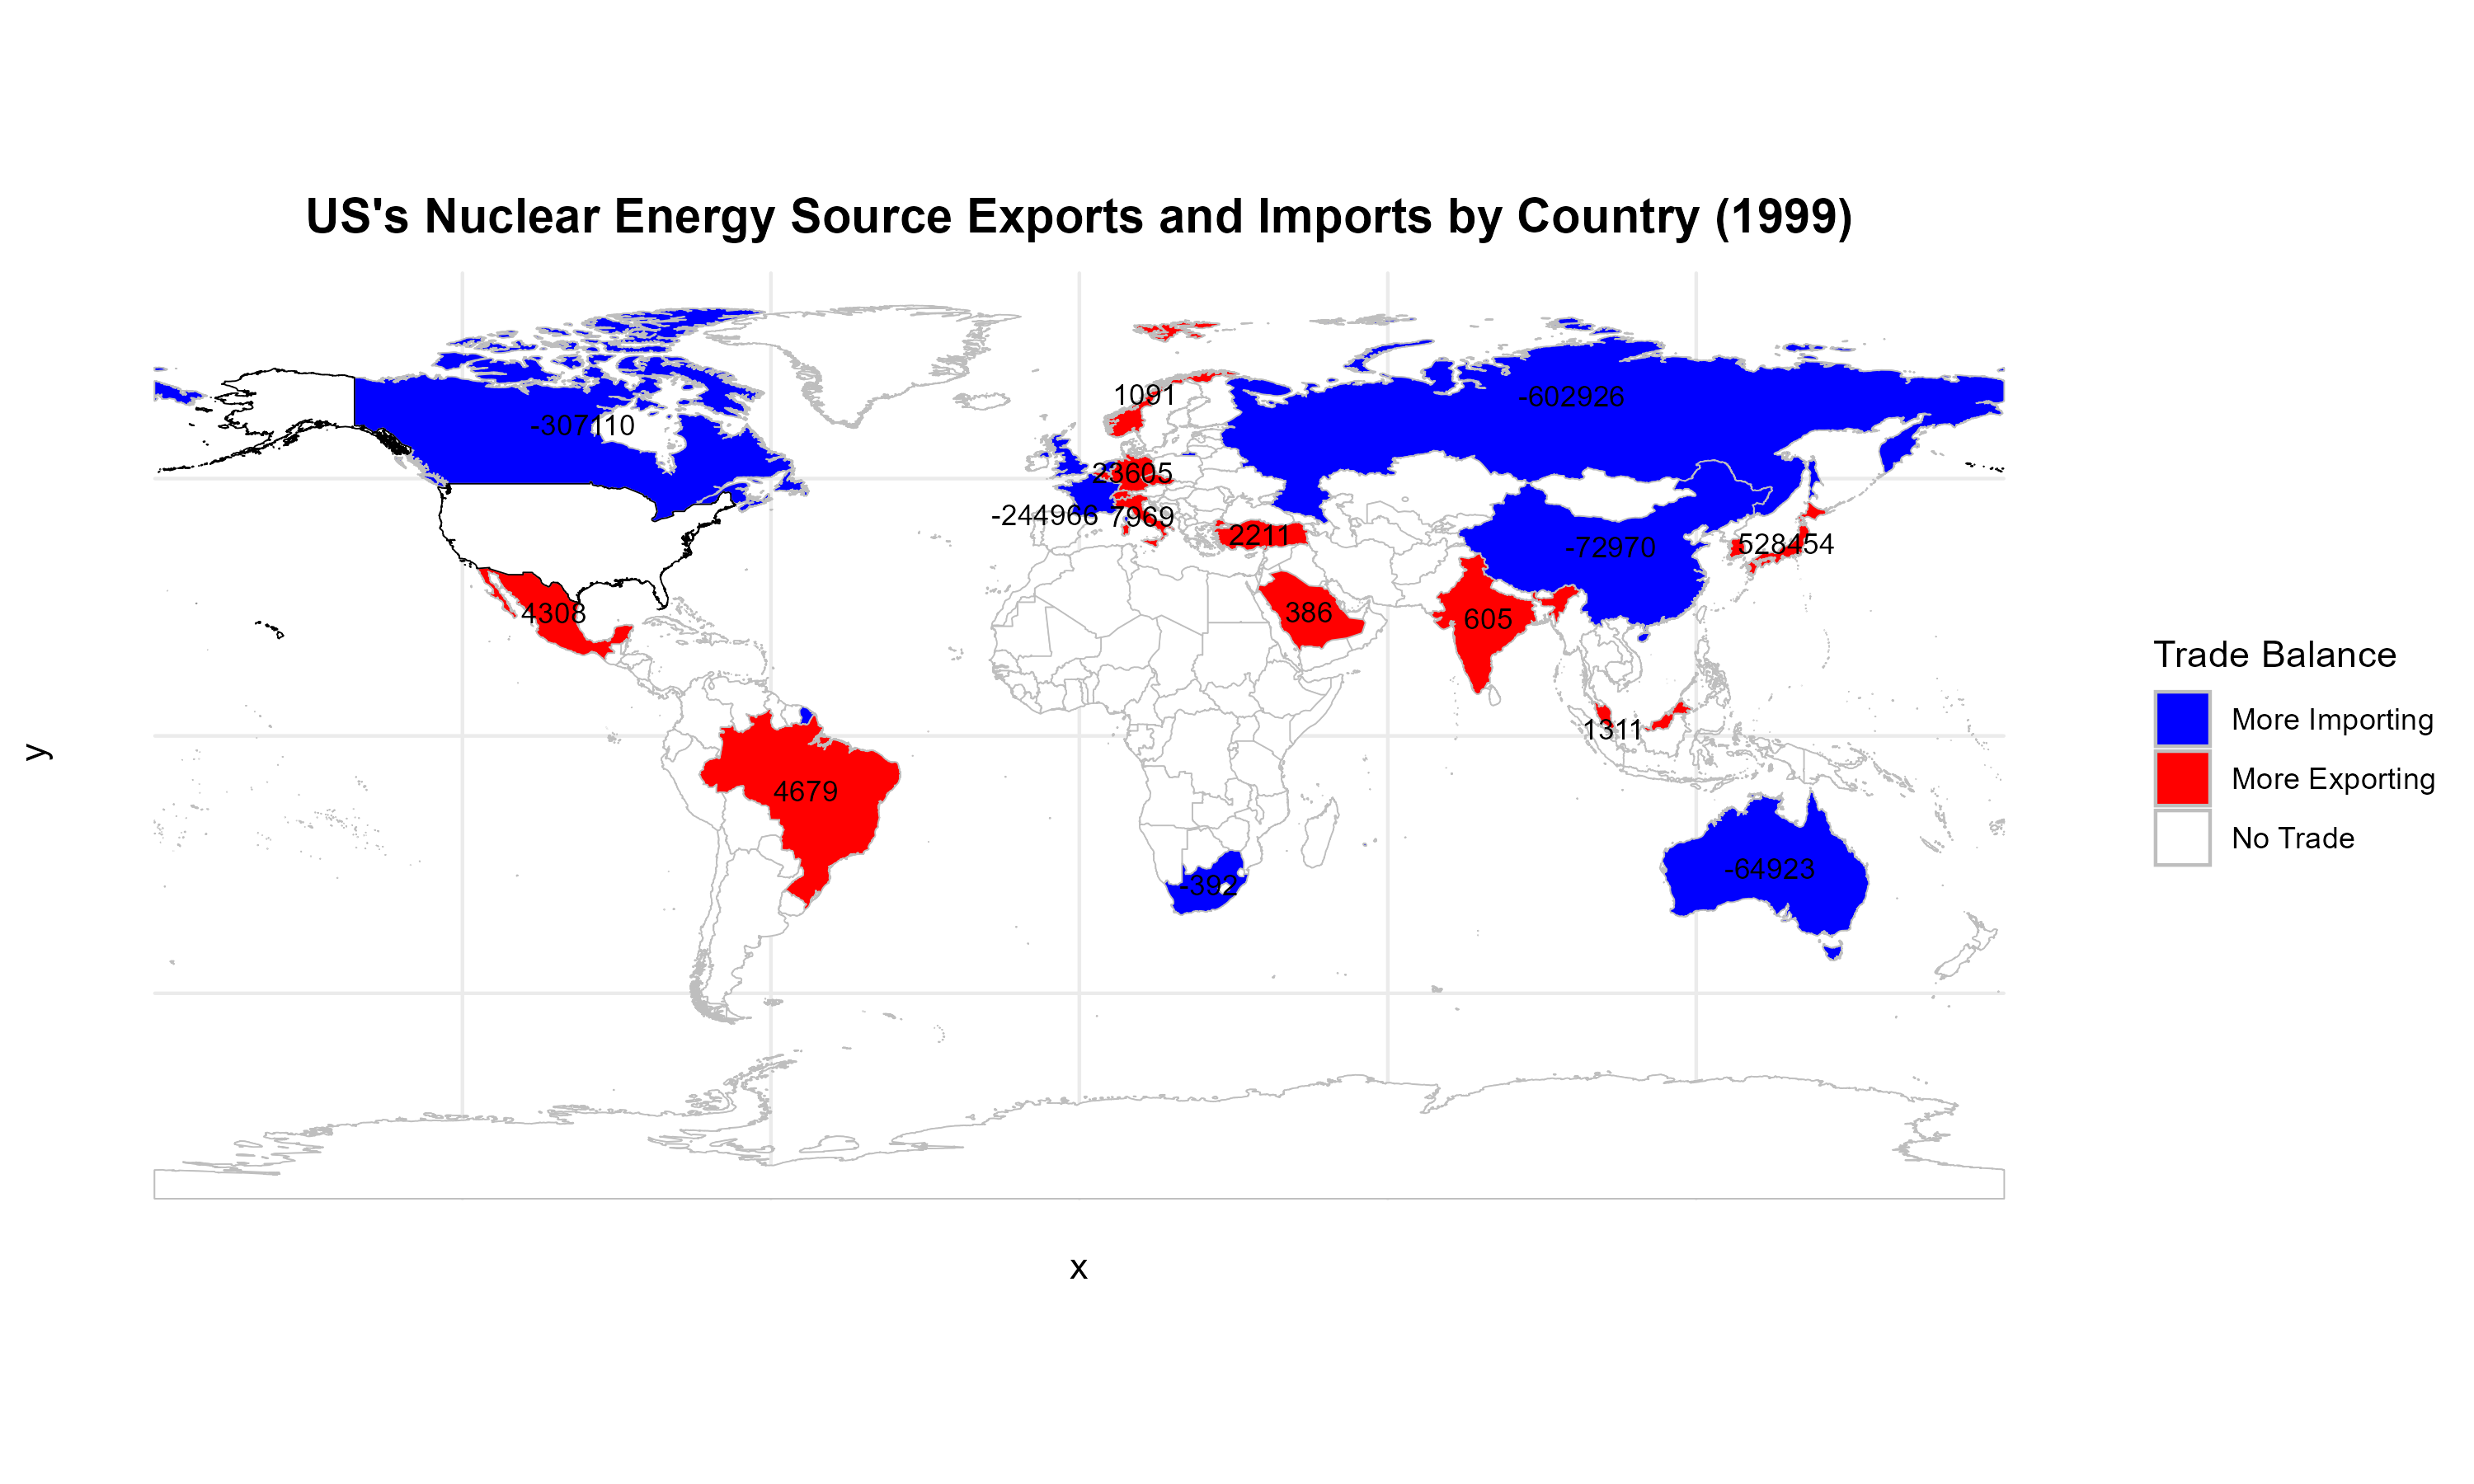 US's Nuclear Energy Source Exports and Imports by Country (1999)
1091
-602926
-307110
23605
-244966
7969
2211
-72970
528454
4308
386
605
1311
4679
-392
-64923
y
x
Trade Balance
More Importing
More Exporting
No Trade